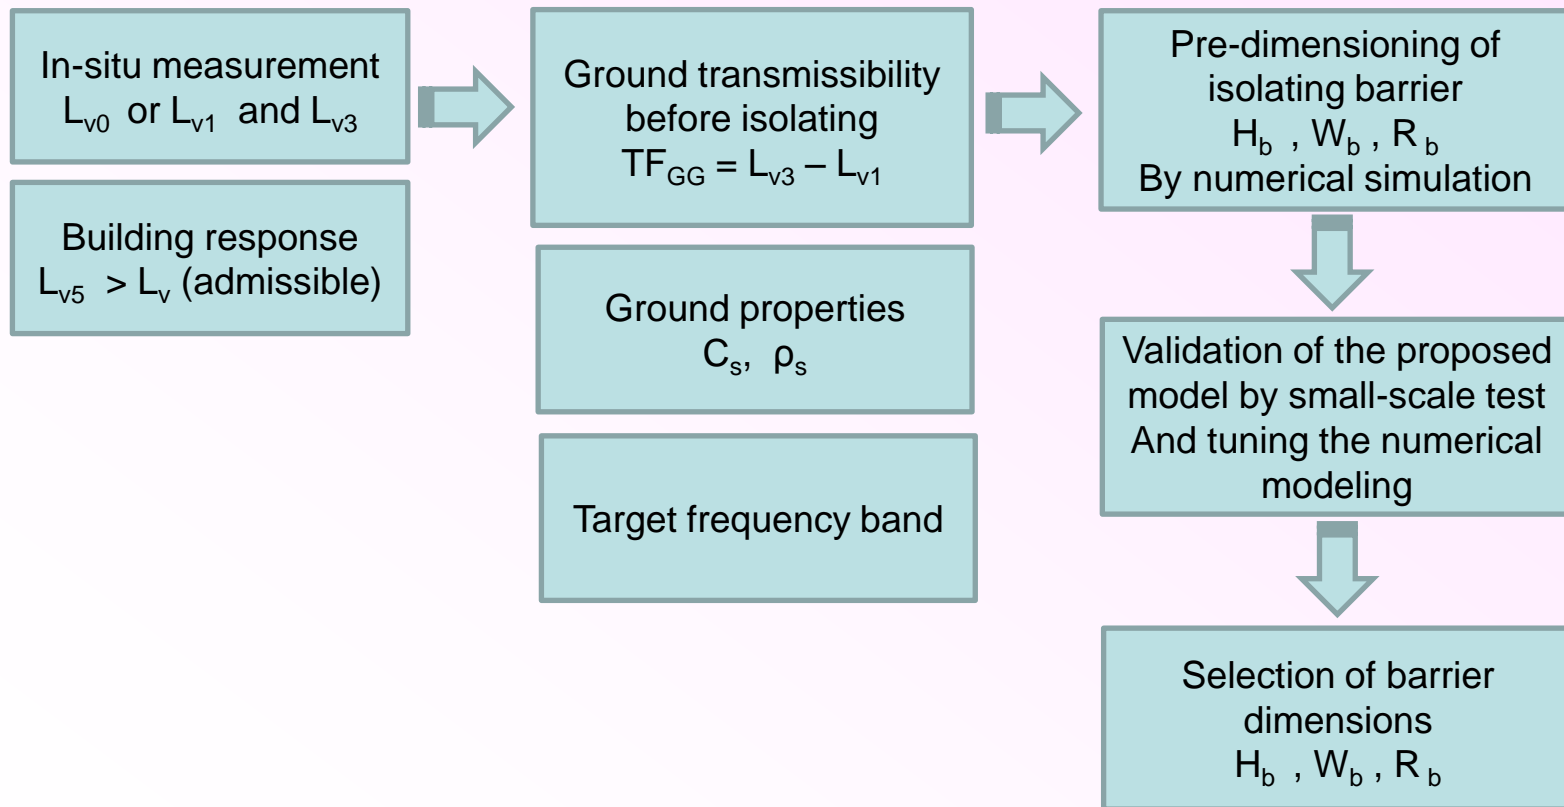 In-situ measurement
Lv0 or Lv1 and Lv3
Building response
Lv5 > Lv (admissible)
Ground transmissibility
before isolating
TFGG = Lv3 – Lv1
Ground properties
Cs, ρs
Target frequency band
Pre-dimensioning of
isolating barrier
Hb , Wb , R b
By numerical simulation
Validation of the proposed
model by small-scale test
And tuning the numerical
modeling
Selection of barrier
dimensions
Hb , Wb , R b